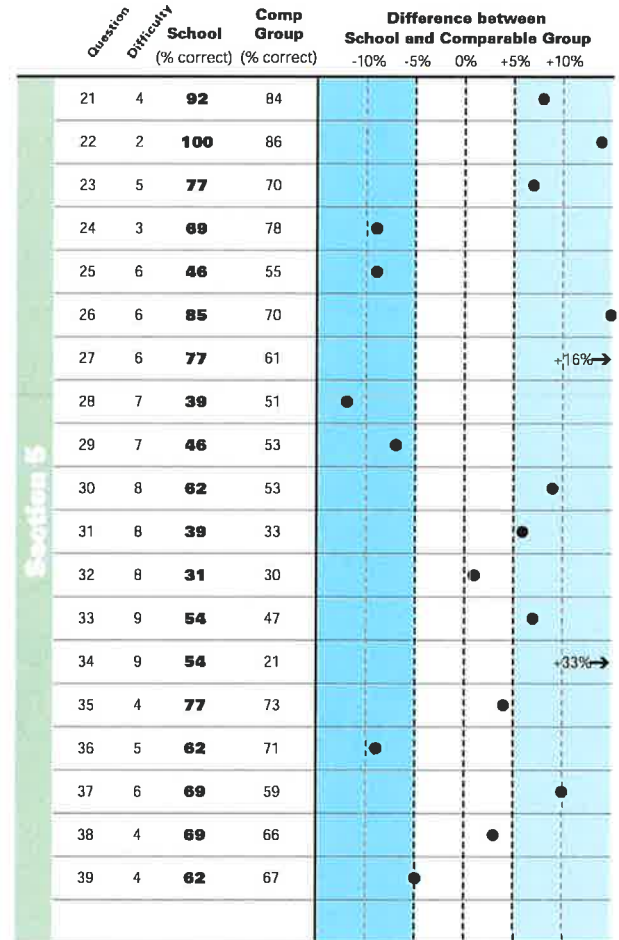 Question Difficulty School Comp Group Difference between School and Comparable Group
(% correct) (% correct) -10% -5% 0% +5% +10%
21 4 92 84
22 2 100 86
23 5 77 70
24 3 69 78
25 6 46 55
26 6 85 70
27 6 77 61 +16%→
28 7 39 51
29 7 46 53
30 8 62 53
31 8 39 33
32 8 31 30
33 9 54 47
34 9 54 21 +33%→
35 4 77 73
36 5 62 71
37 6 69 59
38 4 69 66
39 4 62 67
Section 5